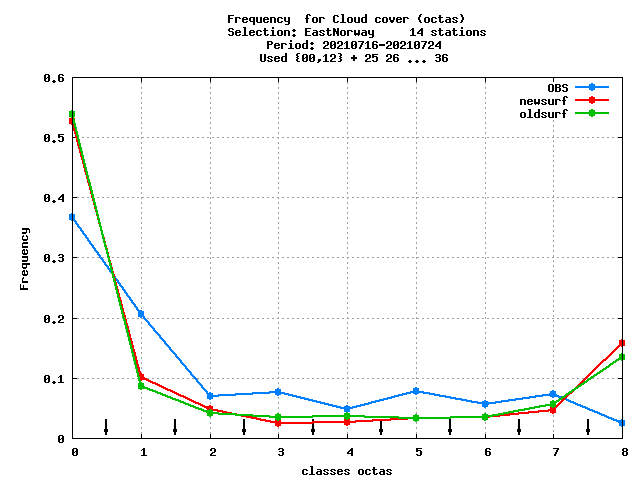 Frequency  for Cloud cover (octas)
Selection: EastNorway     14 stations
Period: 20210716-20210724
Used {00,12} + 25 26 ... 36
OBS
newsurf
oldsurf
0.6
0.5
0.4
0.3
0.2
0.1
0
Frequency
0 1 2 3 4 5 6 7 8
classes octas